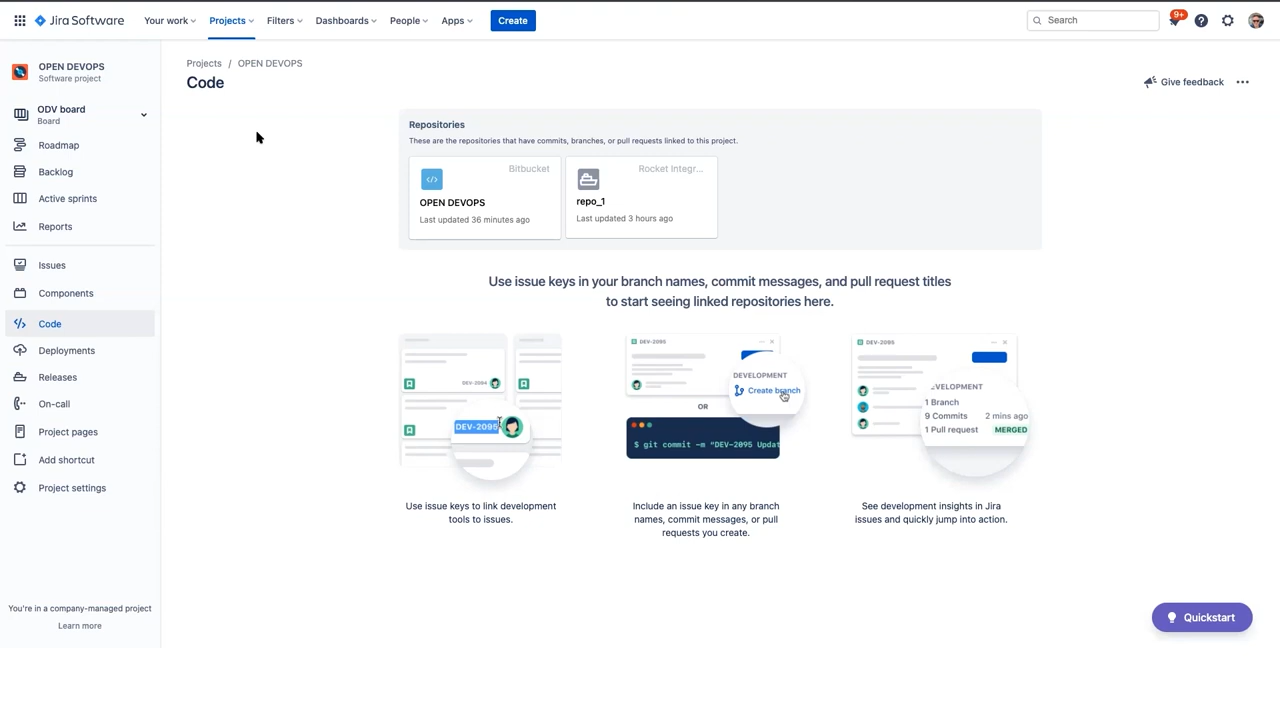 Jira Software
Your work
Projects
Filters
Dashboards
People
Apps
Create
Search
9+
OPEN DEVOPS
Software project
ODV board
Board
Roadmap
Backlog
Active sprints
Reports
Issues
Components
Code
Deployments
Releases
On-call
Project pages
Add shortcut
Project settings
You're in a company-managed project
Learn more
Projects / OPEN DEVOPS
Code
Give feedback
Repositories
These are the repositories that have commits, branches, or pull requests linked to this project.
Bitbucket
OPEN DEVOPS
Last updated 36 minutes ago
Rocket Integr...
repo_1
Last updated 3 hours ago
Use issue keys in your branch names, commit messages, and pull request titles
to start seeing linked repositories here.
DEV-2094
DEV-2095
Use issue keys to link development
tools to issues.
DEV-2095
DEVELOPMENT
Create branch
OR
$ git commit -m "DEV-2095 Updat
Include an issue key in any branch
names, commit messages, or pull
requests you create.
DEV-2095
EVELOPMENT
1 Branch
9 Commits 2 mins ago
1 Pull request MERGED
See development insights in Jira
issues and quickly jump into action.
Quickstart